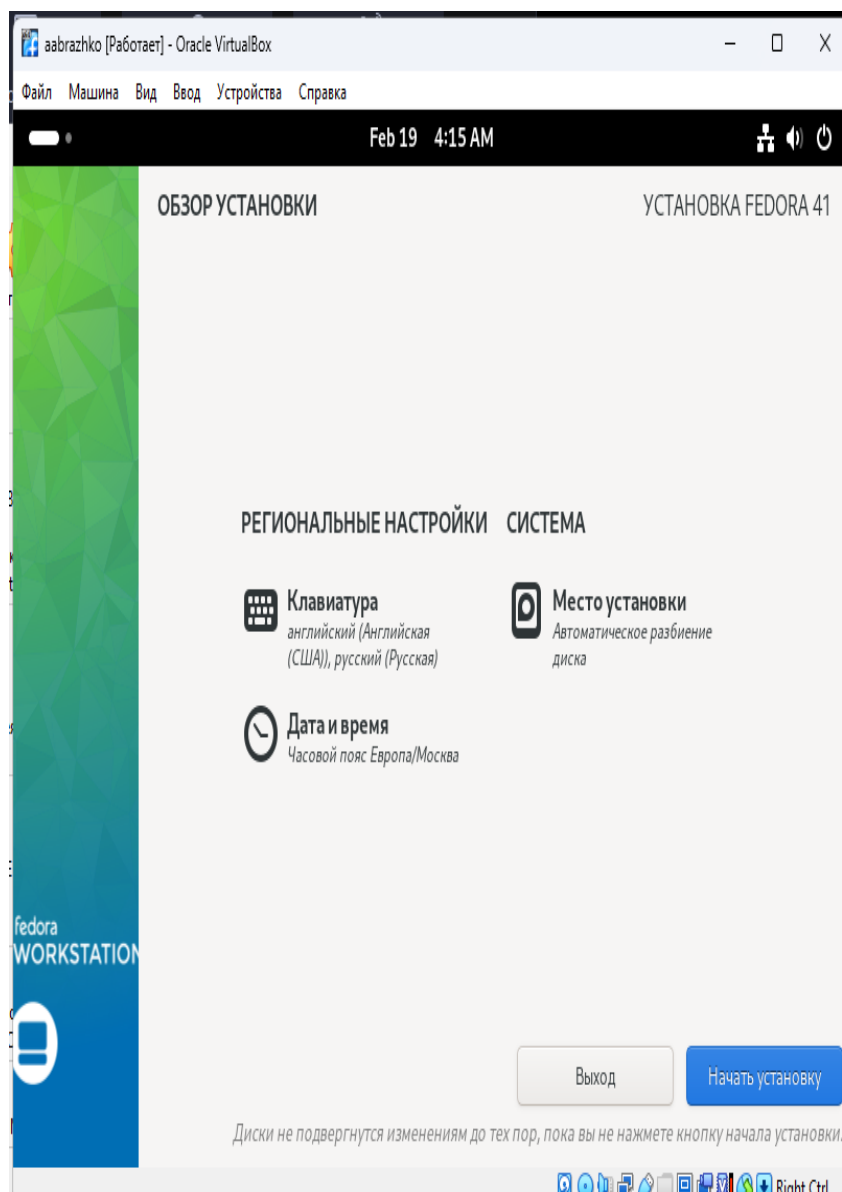 aabrazhko [Работает] - Oracle VirtualBox
Файл Машина Вид Ввод Устройства Справка
Feb 19 4:15 AM
ОБЗОР УСТАНОВКИ
УСТАНОВКА FEDORA 41
РЕГИОНАЛЬНЫЕ НАСТРОЙКИ
СИСТЕМА
Клавиатура
английский (Английская
(США)), русский (Русская)
Место установки
Автоматическое разбиение
диска
Дата и время
Часовой пояс Европа/Москва
fedora
WORKSTATION
Выход
Начать установку
Диски не подвергнутся изменениям до тех пор, пока вы не нажмете кнопку начала установки.
Right Ctrl